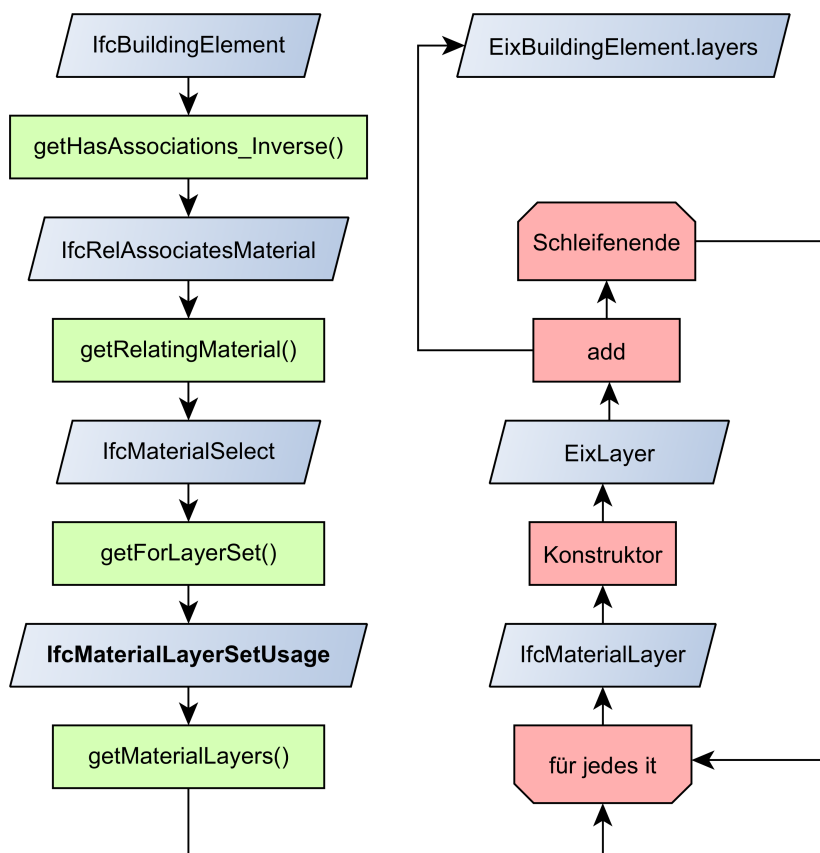 IfcBuildingElement
getHasAssociations_Inverse()
IfcRelAssociatesMaterial
getRelatingMaterial()
IfcMaterialSelect
getForLayerSet()
IfcMaterialLayerSetUsage
getMaterialLayers()
EixBuildingElement.layers
Schleifenende
add
EixLayer
Konstruktor
IfcMaterialLayer
für jedes it